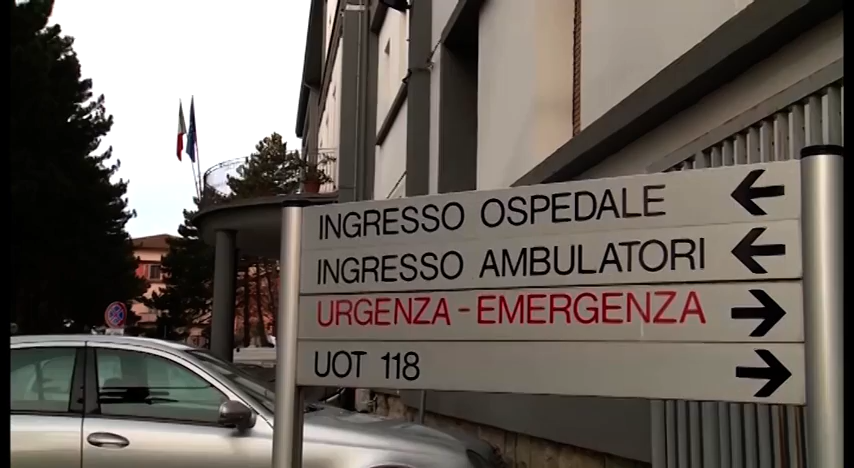 INGRESSO OSPEDALE
INGRESSO AMBULATORI
URGENZA - EMERGENZA
UOT 118